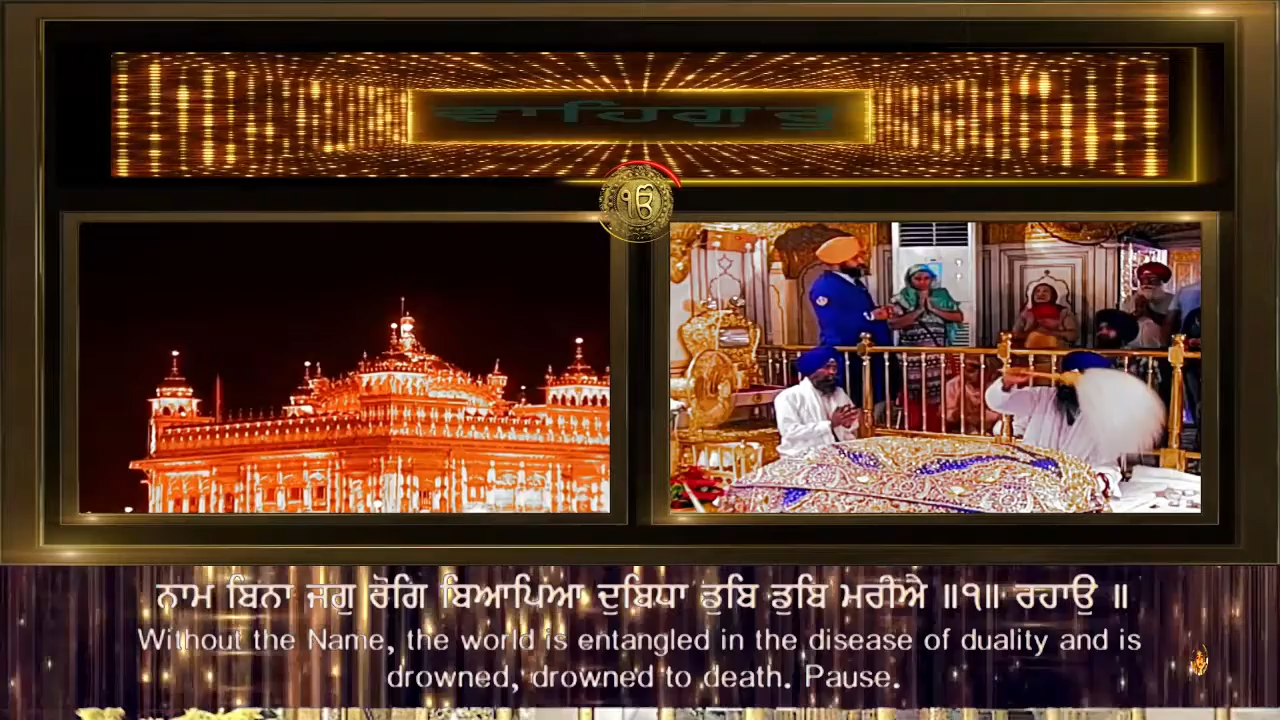 ਵਾਹਿਗੁਰੂ
ੴ
ਨਾਮ ਬਿਨਾ ਜਗੁ ਰੋਗਿ ਬਿਆਪਿਆ ਦੁਬਿਧਾ ਡੁਬਿ ਡੁਬਿ ਮਰੀਐ ॥੧॥ ਰਹਾਉ ॥
Without the Name, the world is entangled in the disease of duality and is
drowned, drowned to death. Pause.